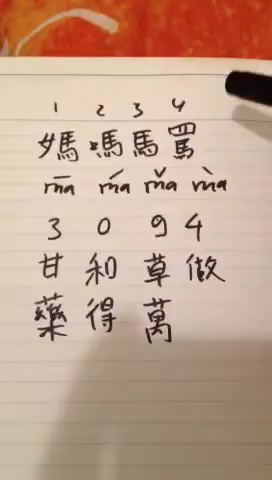 1 2 3 4
媽 嗎 馬 罵
mā má mǎ mà
3 0 9 4
甘 和 草 做
藥 得 萬